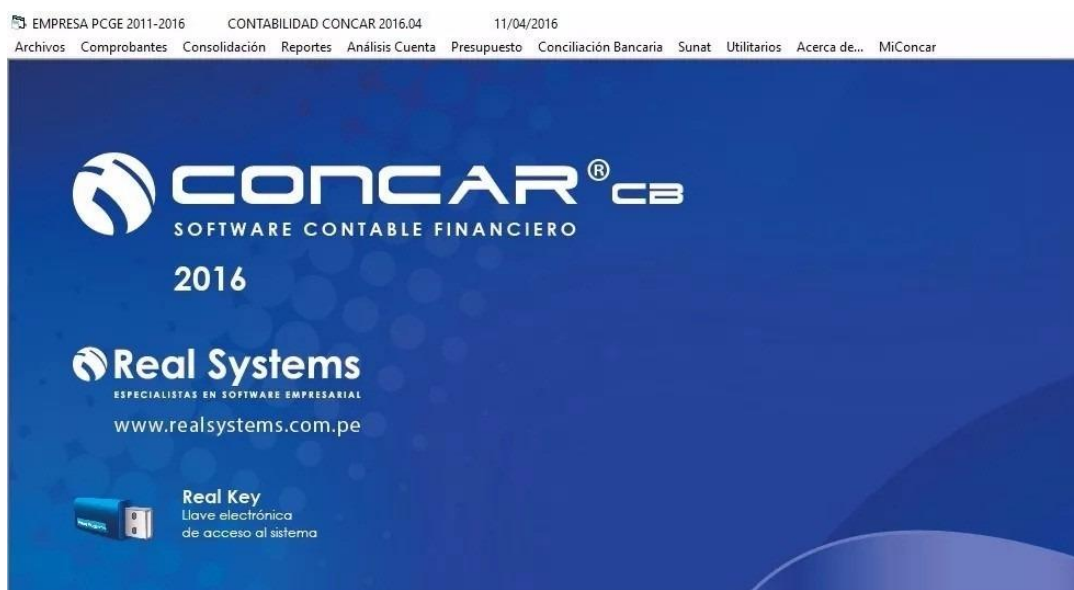 EMPRESA PCGE 2011-2016 CONTABILIDAD CONCAR 2016.04 11/04/2016
Archivos Comprobantes Consolidación Reportes Análisis Cuenta Presupuesto Conciliación Bancaria Sunat Utilitarios Acerca de... MiConcar
CONCAR® CB
SOFTWARE CONTABLE FINANCIERO
2016
Real Systems
ESPECIALISTAS EN SOFTWARE EMPRESARIAL
www.realsystems.com.pe
Real Key
Llave electrónica
de acceso al sistema